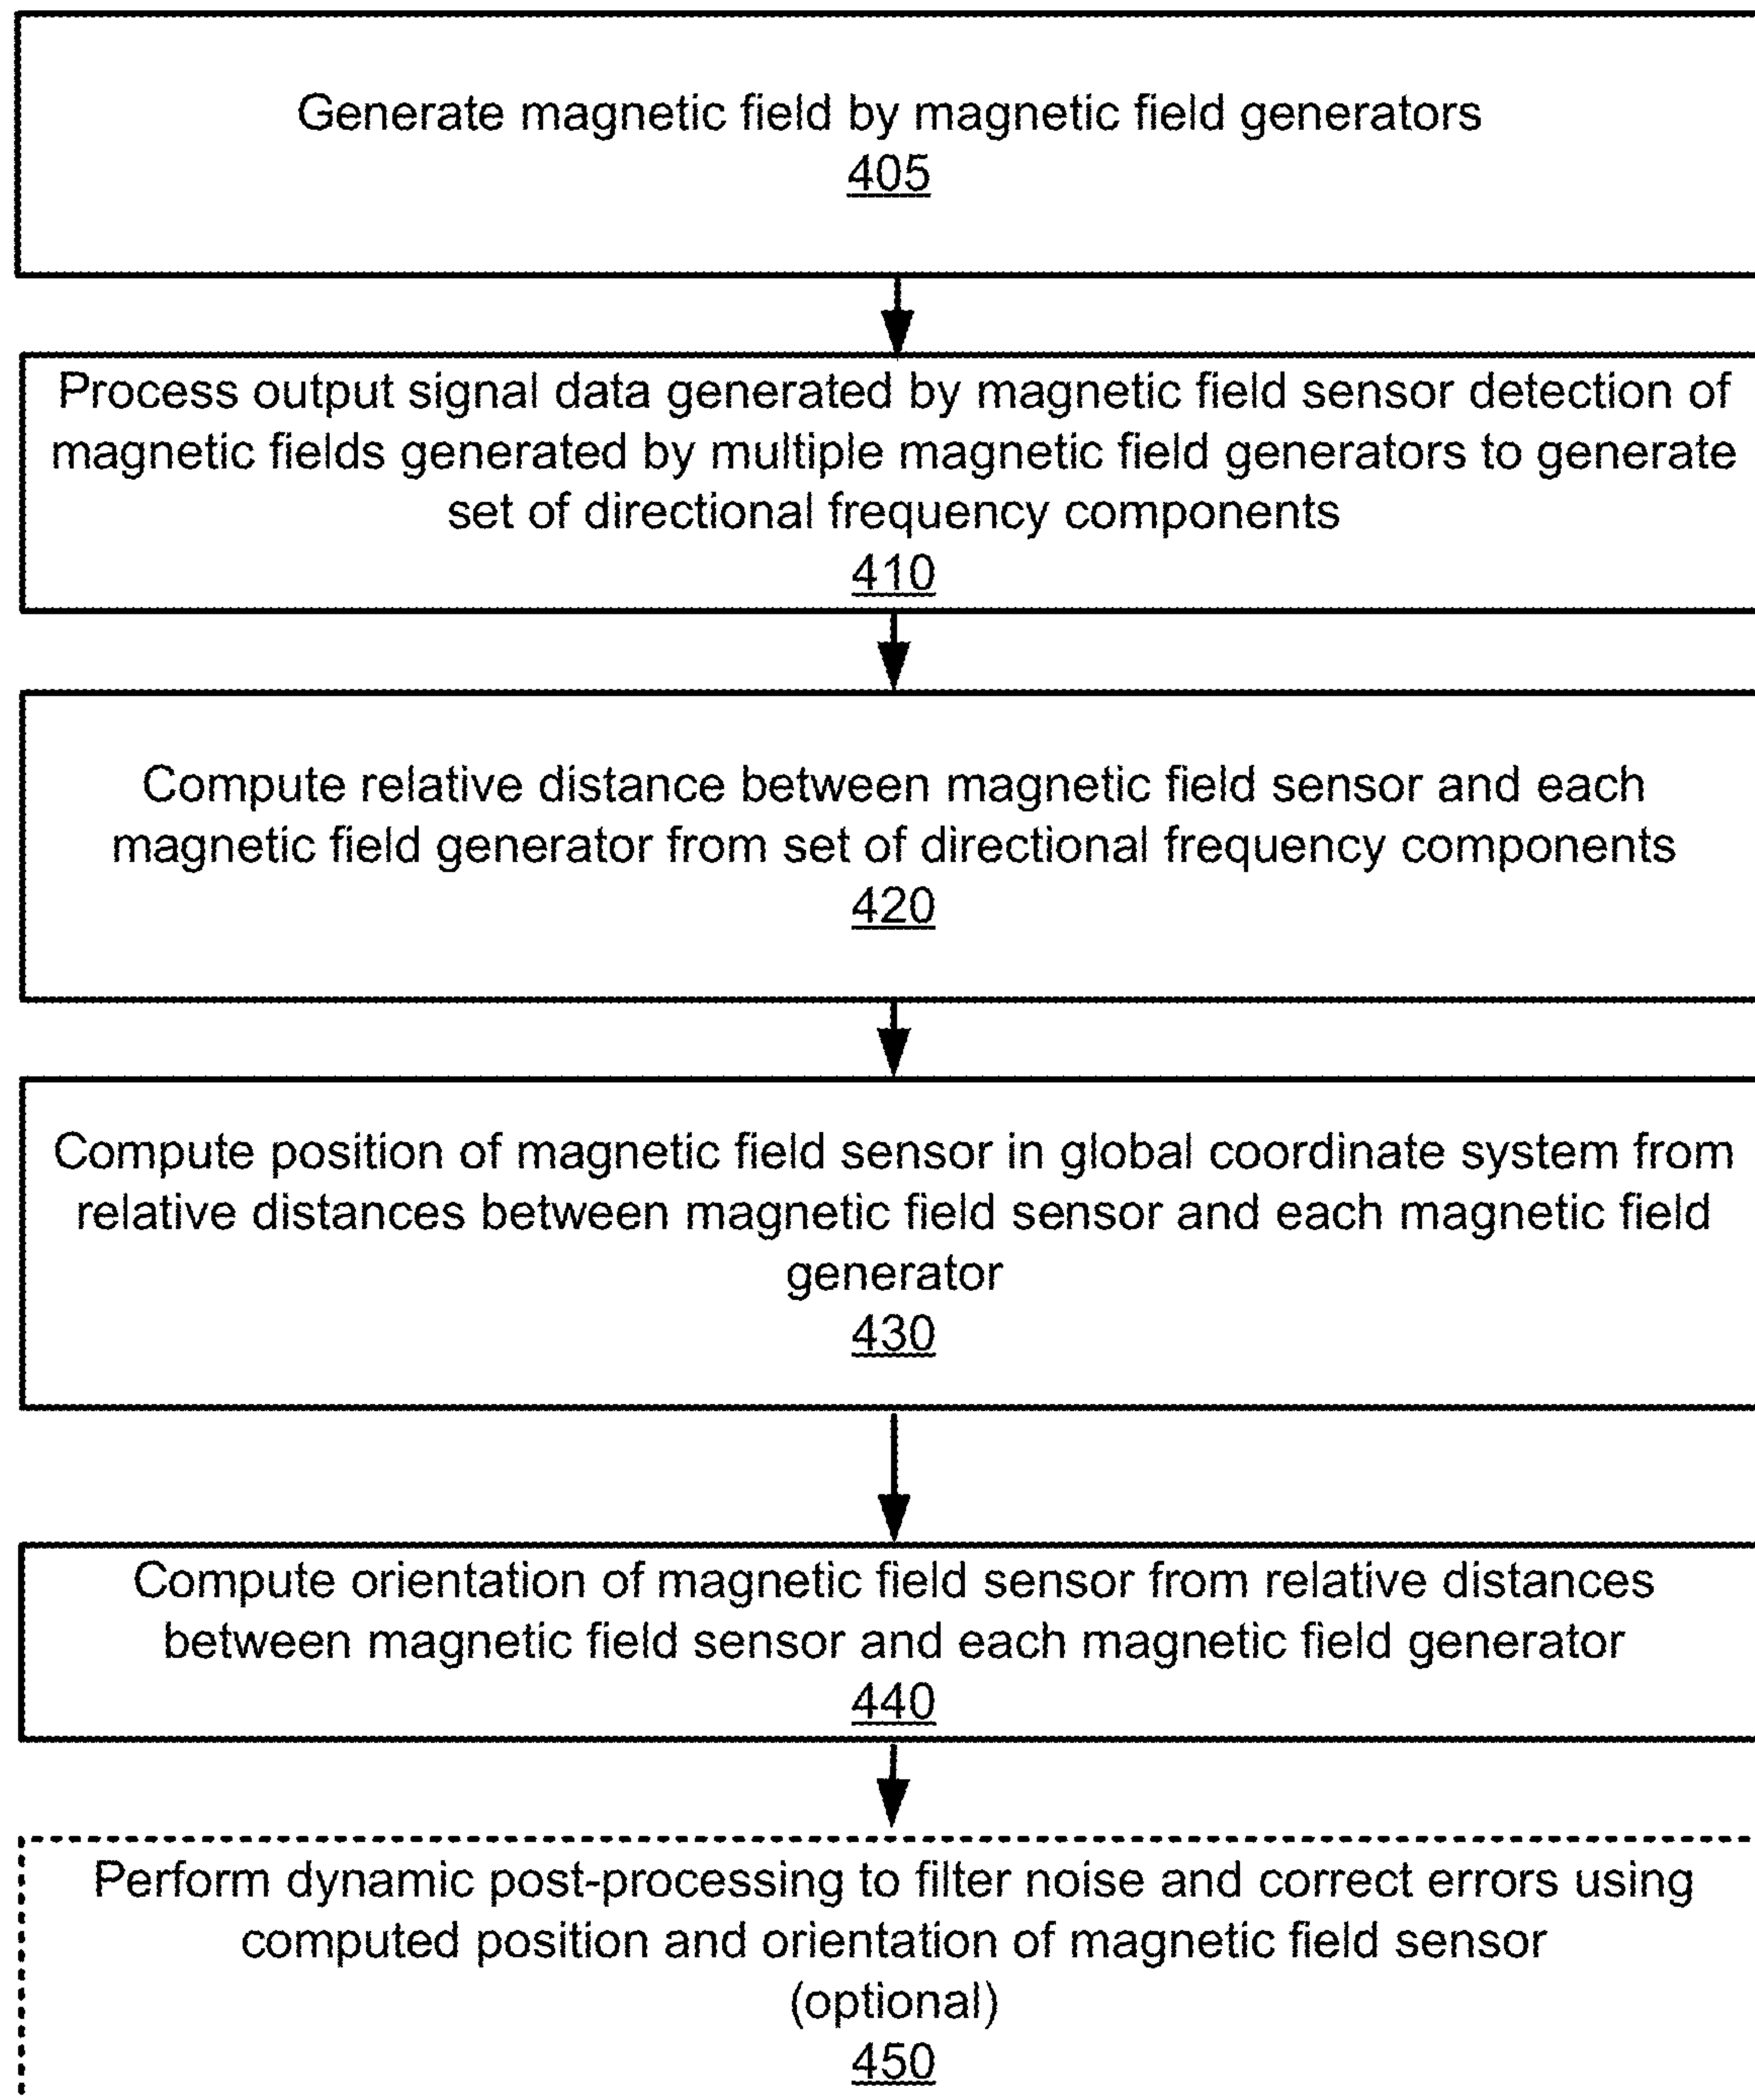 Generate magnetic field by magnetic field generators
405
Process output signal data generated by magnetic field sensor detection of
magnetic fields generated by multiple magnetic field generators to generate
set of directional frequency components
410
Compute relative distance between magnetic field sensor and each
magnetic field generator from set of directional frequency components
420
Compute position of magnetic field sensor in global coordinate system from
relative distances between magnetic field sensor and each magnetic field
generator
430
Compute orientation of magnetic field sensor from relative distances
between magnetic field sensor and each magnetic field generator
440
Perform dynamic post-processing to filter noise and correct errors using
computed position and orientation of magnetic field sensor
(optional)
450